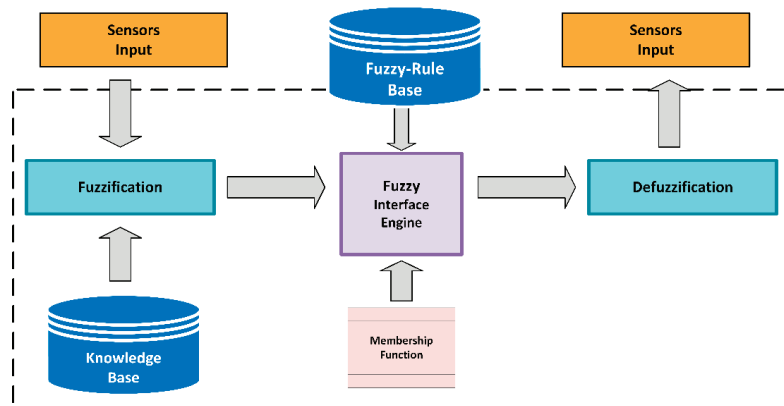 Sensors
Input
Fuzzy-Rule
Base
Sensors
Input
Fuzzification
Fuzzy
Interface
Engine
Defuzzification
Knowledge
Base
Membership
Function